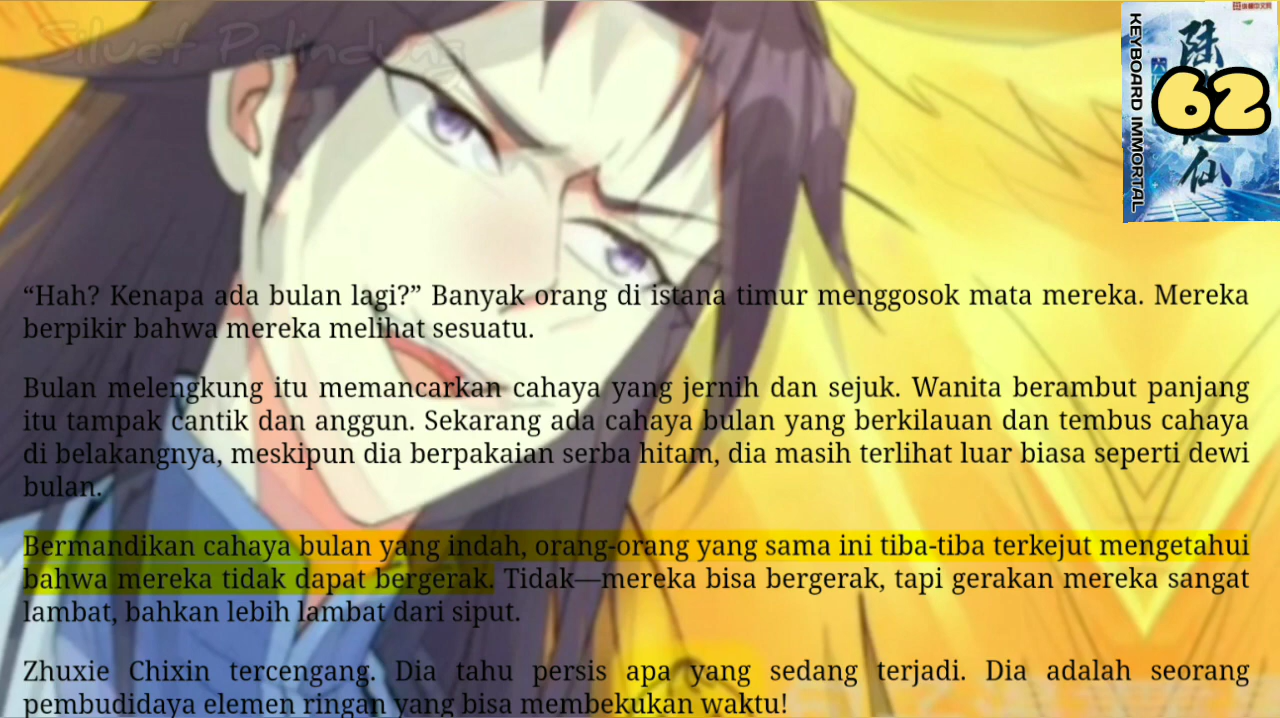 Siluet Pelindung
KEYBOARD IMMORTAL
62
“Hah? Kenapa ada bulan lagi?” Banyak orang di istana timur menggosok mata mereka. Mereka
berpikir bahwa mereka melihat sesuatu.
Bulan melengkung itu memancarkan cahaya yang jernih dan sejuk. Wanita berambut panjang
itu tampak cantik dan anggun. Sekarang ada cahaya bulan yang berkilauan dan tembus cahaya
di belakangnya, meskipun dia berpakaian serba hitam, dia masih terlihat luar biasa seperti dewi
bulan.
Bermandikan cahaya bulan yang indah, orang-orang yang sama ini tiba-tiba terkejut mengetahui
bahwa mereka tidak dapat bergerak. Tidak—mereka bisa bergerak, tapi gerakan mereka sangat
lambat, bahkan lebih lambat dari siput.
Zhuxie Chixin tercengang. Dia tahu persis apa yang sedang terjadi. Dia adalah seorang
pembudidaya elemen ringan yang bisa membekukan waktu!